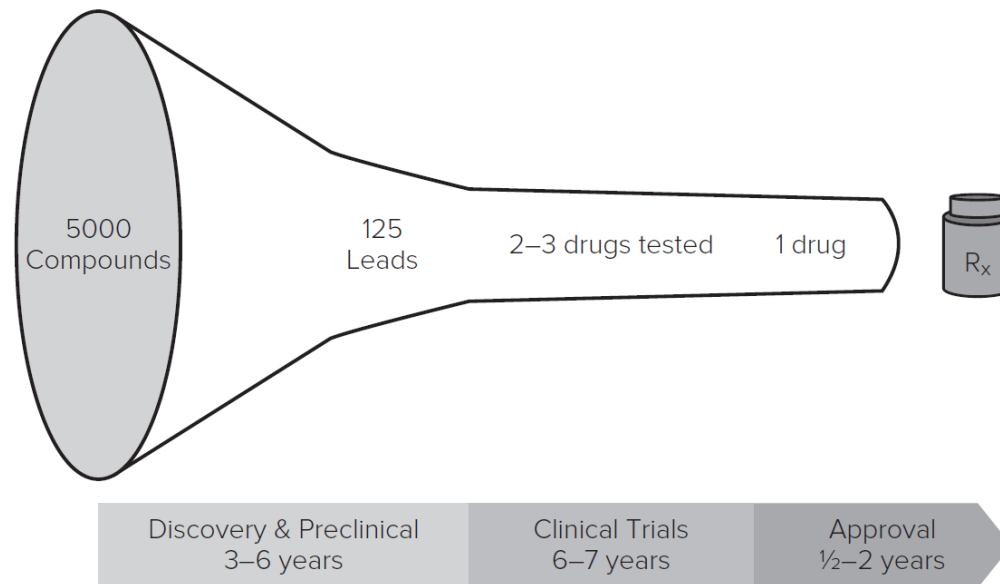 5000
Compounds
125
Leads
2–3 drugs tested
1 drug
Rx
Discovery & Preclinical
3–6 years
Clinical Trials
6–7 years
Approval
½–2 years